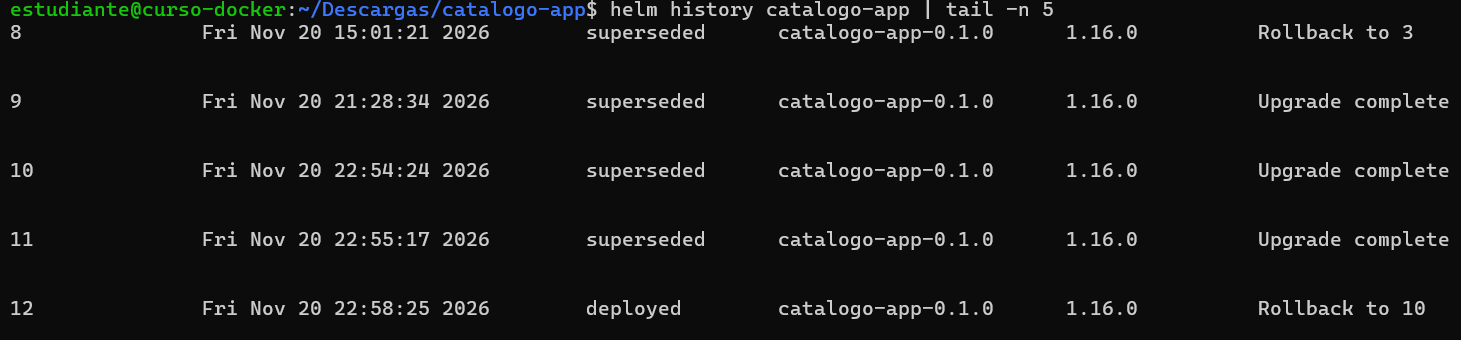 estudiante@curso-docker:~/Descargas/catalogo-app$ helm history catalogo-app | tail -n 5
8 Fri Nov 20 15:01:21 2026 superseded catalogo-app-0.1.0 1.16.0 Rollback to 3
9 Fri Nov 20 21:28:34 2026 superseded catalogo-app-0.1.0 1.16.0 Upgrade complete
10 Fri Nov 20 22:54:24 2026 superseded catalogo-app-0.1.0 1.16.0 Upgrade complete
11 Fri Nov 20 22:55:17 2026 superseded catalogo-app-0.1.0 1.16.0 Upgrade complete
12 Fri Nov 20 22:58:25 2026 deployed catalogo-app-0.1.0 1.16.0 Rollback to 10